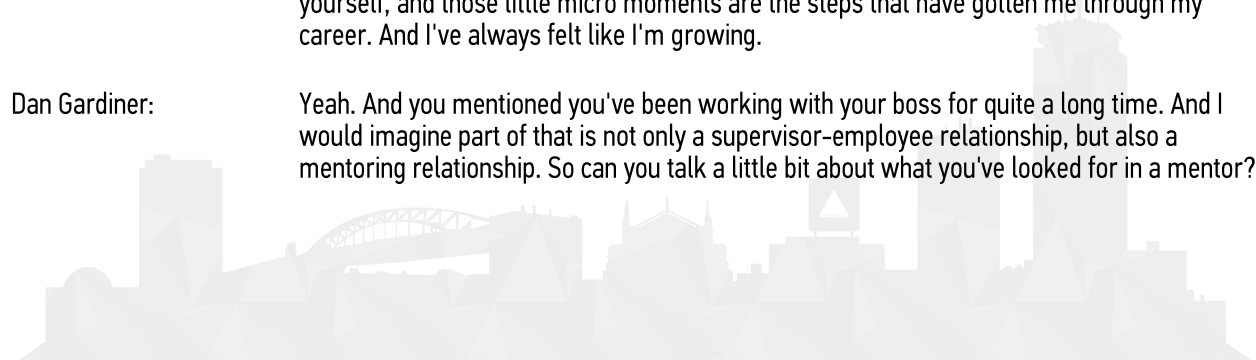 yourself, and those little micro moments are the steps that have gotten me through my
career. And I've always felt like I'm growing.
Dan Gardiner: Yeah. And you mentioned you've been working with your boss for quite a long time. And I
would imagine part of that is not only a supervisor-employee relationship, but also a
mentoring relationship. So can you talk a little bit about what you've looked for in a mentor?